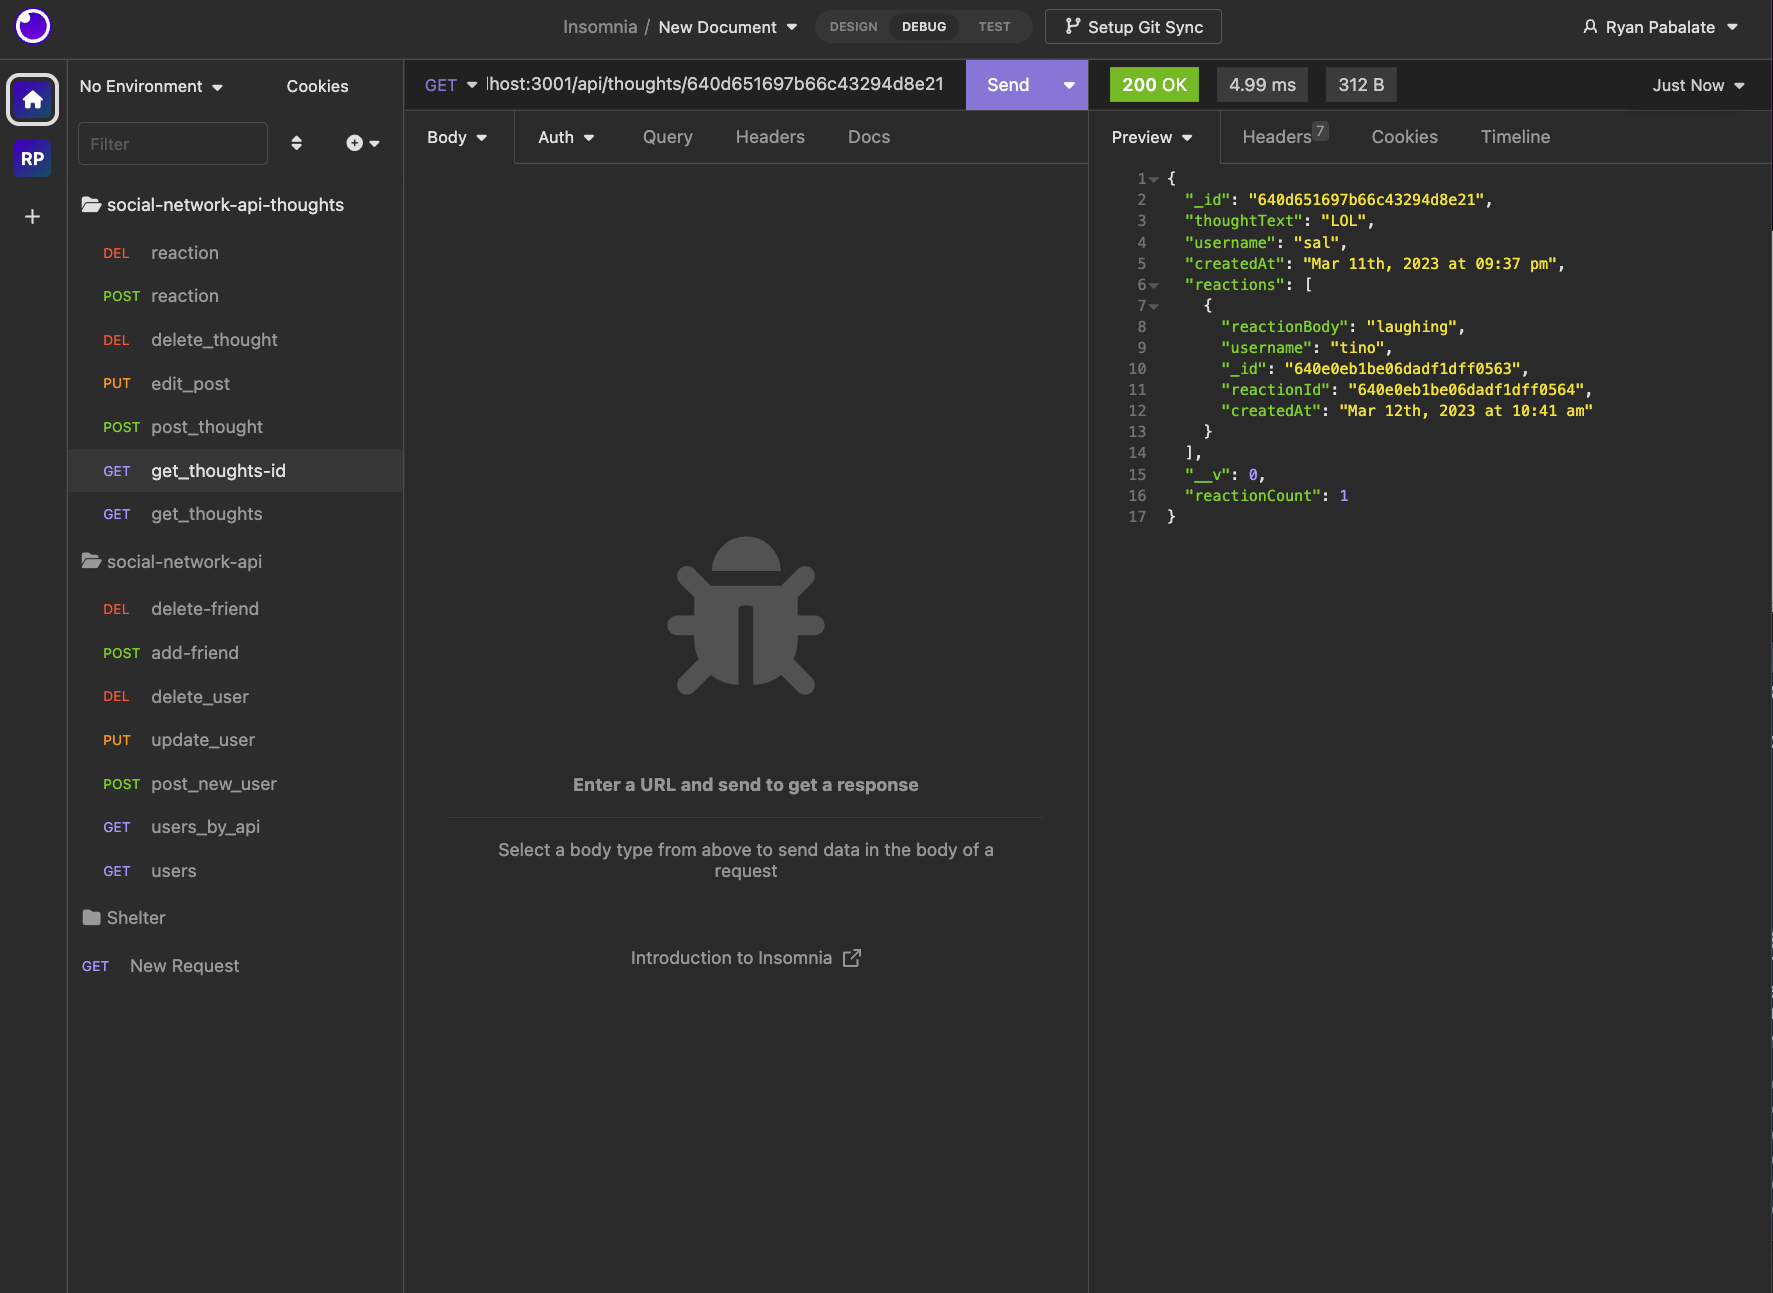 Insomnia / New Document
DESIGN DEBUG TEST
Setup Git Sync
Ryan Pabalate
RP
No Environment
Cookies
Filter
social-network-api-thoughts
DEL reaction
POST reaction
DEL delete_thought
PUT edit_post
POST post_thought
GET get_thoughts-id
GET get_thoughts
social-network-api
DEL delete-friend
POST add-friend
DEL delete_user
PUT update_user
POST post_new_user
GET users_by_api
GET users
Shelter
GET New Request
GET lhost:3001/api/thoughts/640d651697b66c43294d8e21 Send
Body Auth Query Headers Docs
Enter a URL and send to get a response
Select a body type from above to send data in the body of a
request
Introduction to Insomnia
200 OK 4.99 ms 312 B Just Now
Preview Headers 7 Cookies Timeline
1 {
2 "_id": "640d651697b66c43294d8e21",
3 "thoughtText": "LOL",
4 "username": "sal",
5 "createdAt": "Mar 11th, 2023 at 09:37 pm",
6 "reactions": [
7 {
8 "reactionBody": "laughing",
9 "username": "tino",
10 "_id": "640e0eb1be06dadf1dff0563",
11 "reactionId": "640e0eb1be06dadf1dff0564",
12 "createdAt": "Mar 12th, 2023 at 10:41 am"
13 }
14 ],
15 "__v": 0,
16 "reactionCount": 1
17 }